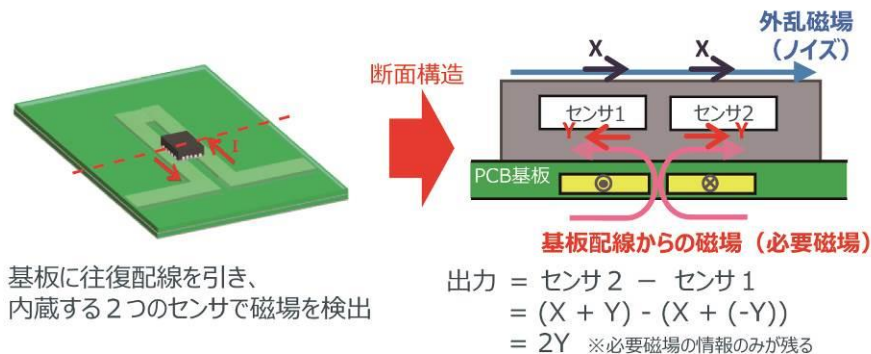 外乱磁場
（ノイズ）
X
X
断面構造
センサ1
センサ2
Y
Y
I
PCB基板
基板配線からの磁場（必要磁場）
基板に往復配線を引き、
内蔵する２つのセンサで磁場を検出
出力 = センサ２ － センサ１
= (X + Y) - (X + (-Y))
= 2Y ※必要磁場の情報のみが残る